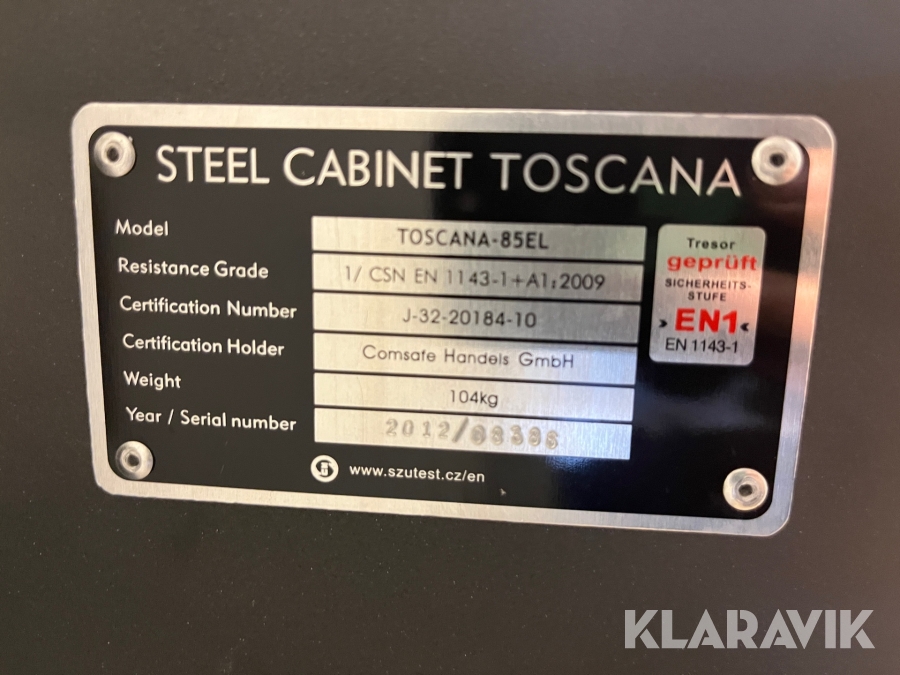 STEEL CABINET TOSCANA
Model TOSCANA-85EL
Resistance Grade 1/ CSN EN 1143-1+A1:2009
Certification Number J-32-20184-10
Certification Holder Comsafe Handels GmbH
Weight 104kg
Year / Serial number 2012/
www.szutest.cz/en
Tresor
geprüft
SICHERHEITS-
STUFE
› EN1 ‹
EN 1143-1
KLARAVIK